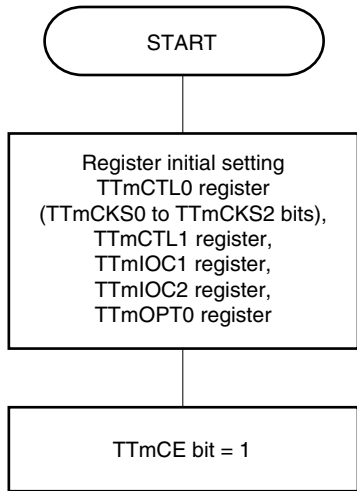 START
Register initial setting
TTmCTL0 register
(TTmCKS0 to TTmCKS2 bits),
TTmCTL1 register,
TTmIOC1 register,
TTmIOC2 register,
TTmOPT0 register
TTmCE bit = 1